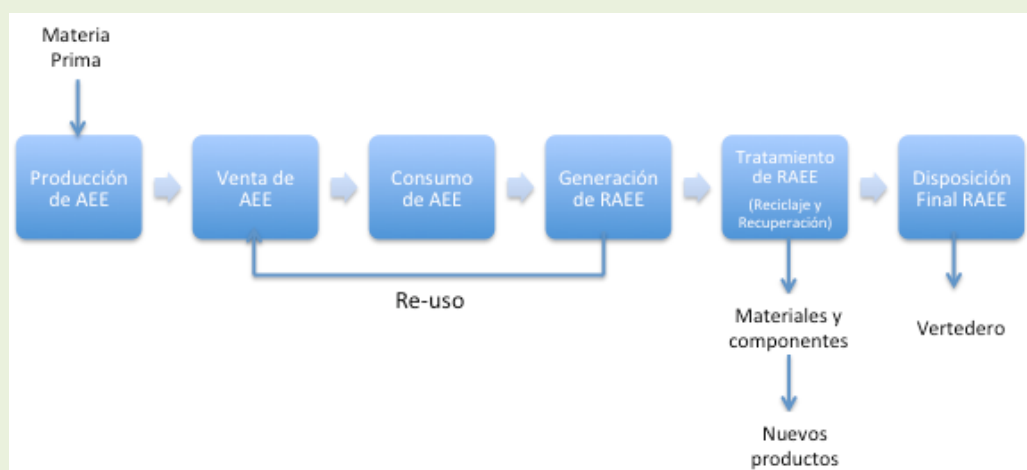 Materia
Prima
Producción
de AEE
Venta de
AEE
Consumo
de AEE
Generación
de RAEE
Tratamiento
de RAEE
(Reciclaje y
Recuperación)
Disposición
Final RAEE
Re-uso
Materiales y
componentes
Vertedero
Nuevos
productos